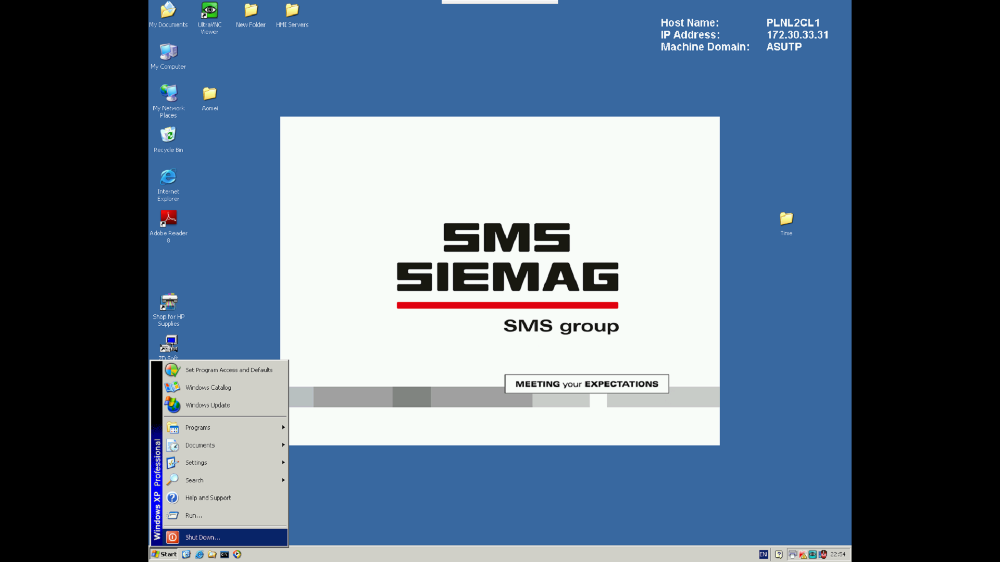 My Documents
UltraVNC
Viewer
New Folder
HMI Servers
Host Name: PLNL2CL1
IP Address: 172.30.33.31
Machine Domain: ASUTP
My Computer
My Network
Places
Aomei
Recycle Bin
Internet
Explorer
Adobe Reader
8
Time
SMS
SIEMAG
SMS group
MEETING your EXPECTATIONS
Shop for HP
Supplies
Set Program Access and Defaults
Windows Catalog
Windows Update
Programs
Documents
Settings
Search
Help and Support
Run...
Shut Down...
Windows XP Professional
Start
EN
22:54